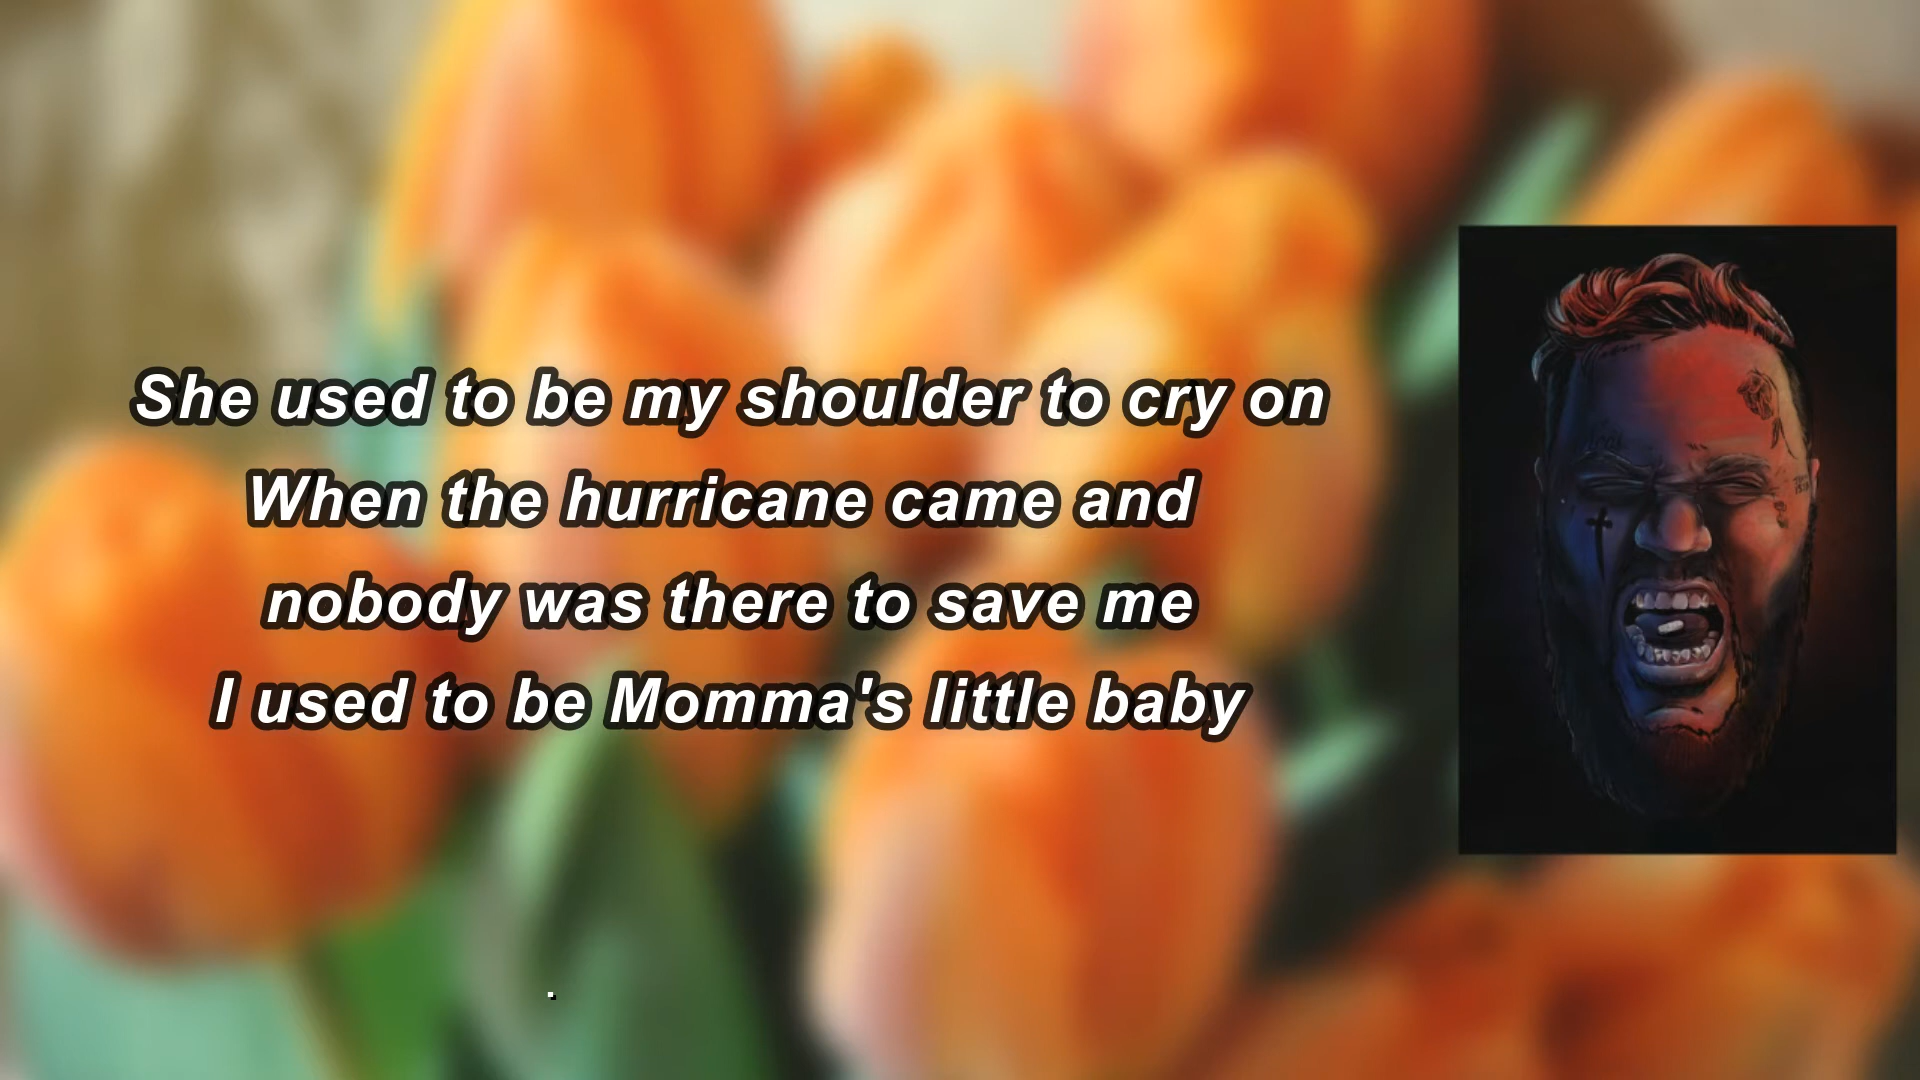 She used to be my shoulder to cry on
When the hurricane came and
nobody was there to save me
I used to be Momma's little baby
.